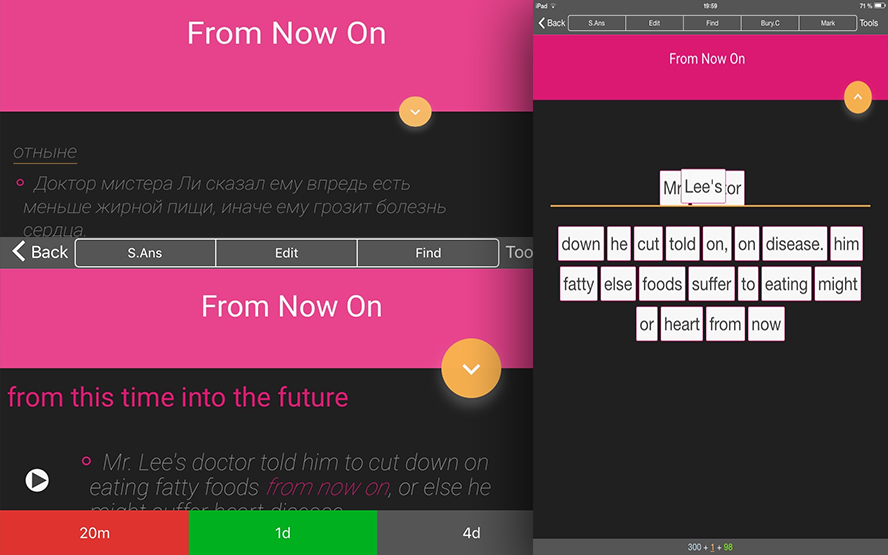 From Now On
отныне
Доктор мистера Ли сказал ему впредь есть
меньше жирной пищи, иначе ему грозит болезнь
сердца.
Back S.Ans Edit Find Too
From Now On
from this time into the future
Mr. Lee's doctor told him to cut down on
eating fatty foods from now on, or else he
might suffer heart disease
20m 1d 4d
iPad 19:59 71 %
Back S.Ans Edit Find Bury.C Mark Tools
From Now On
Mr Lee's or
down he cut told on, on disease. him
fatty else foods suffer to eating might
or heart from now
300 + 1 + 98